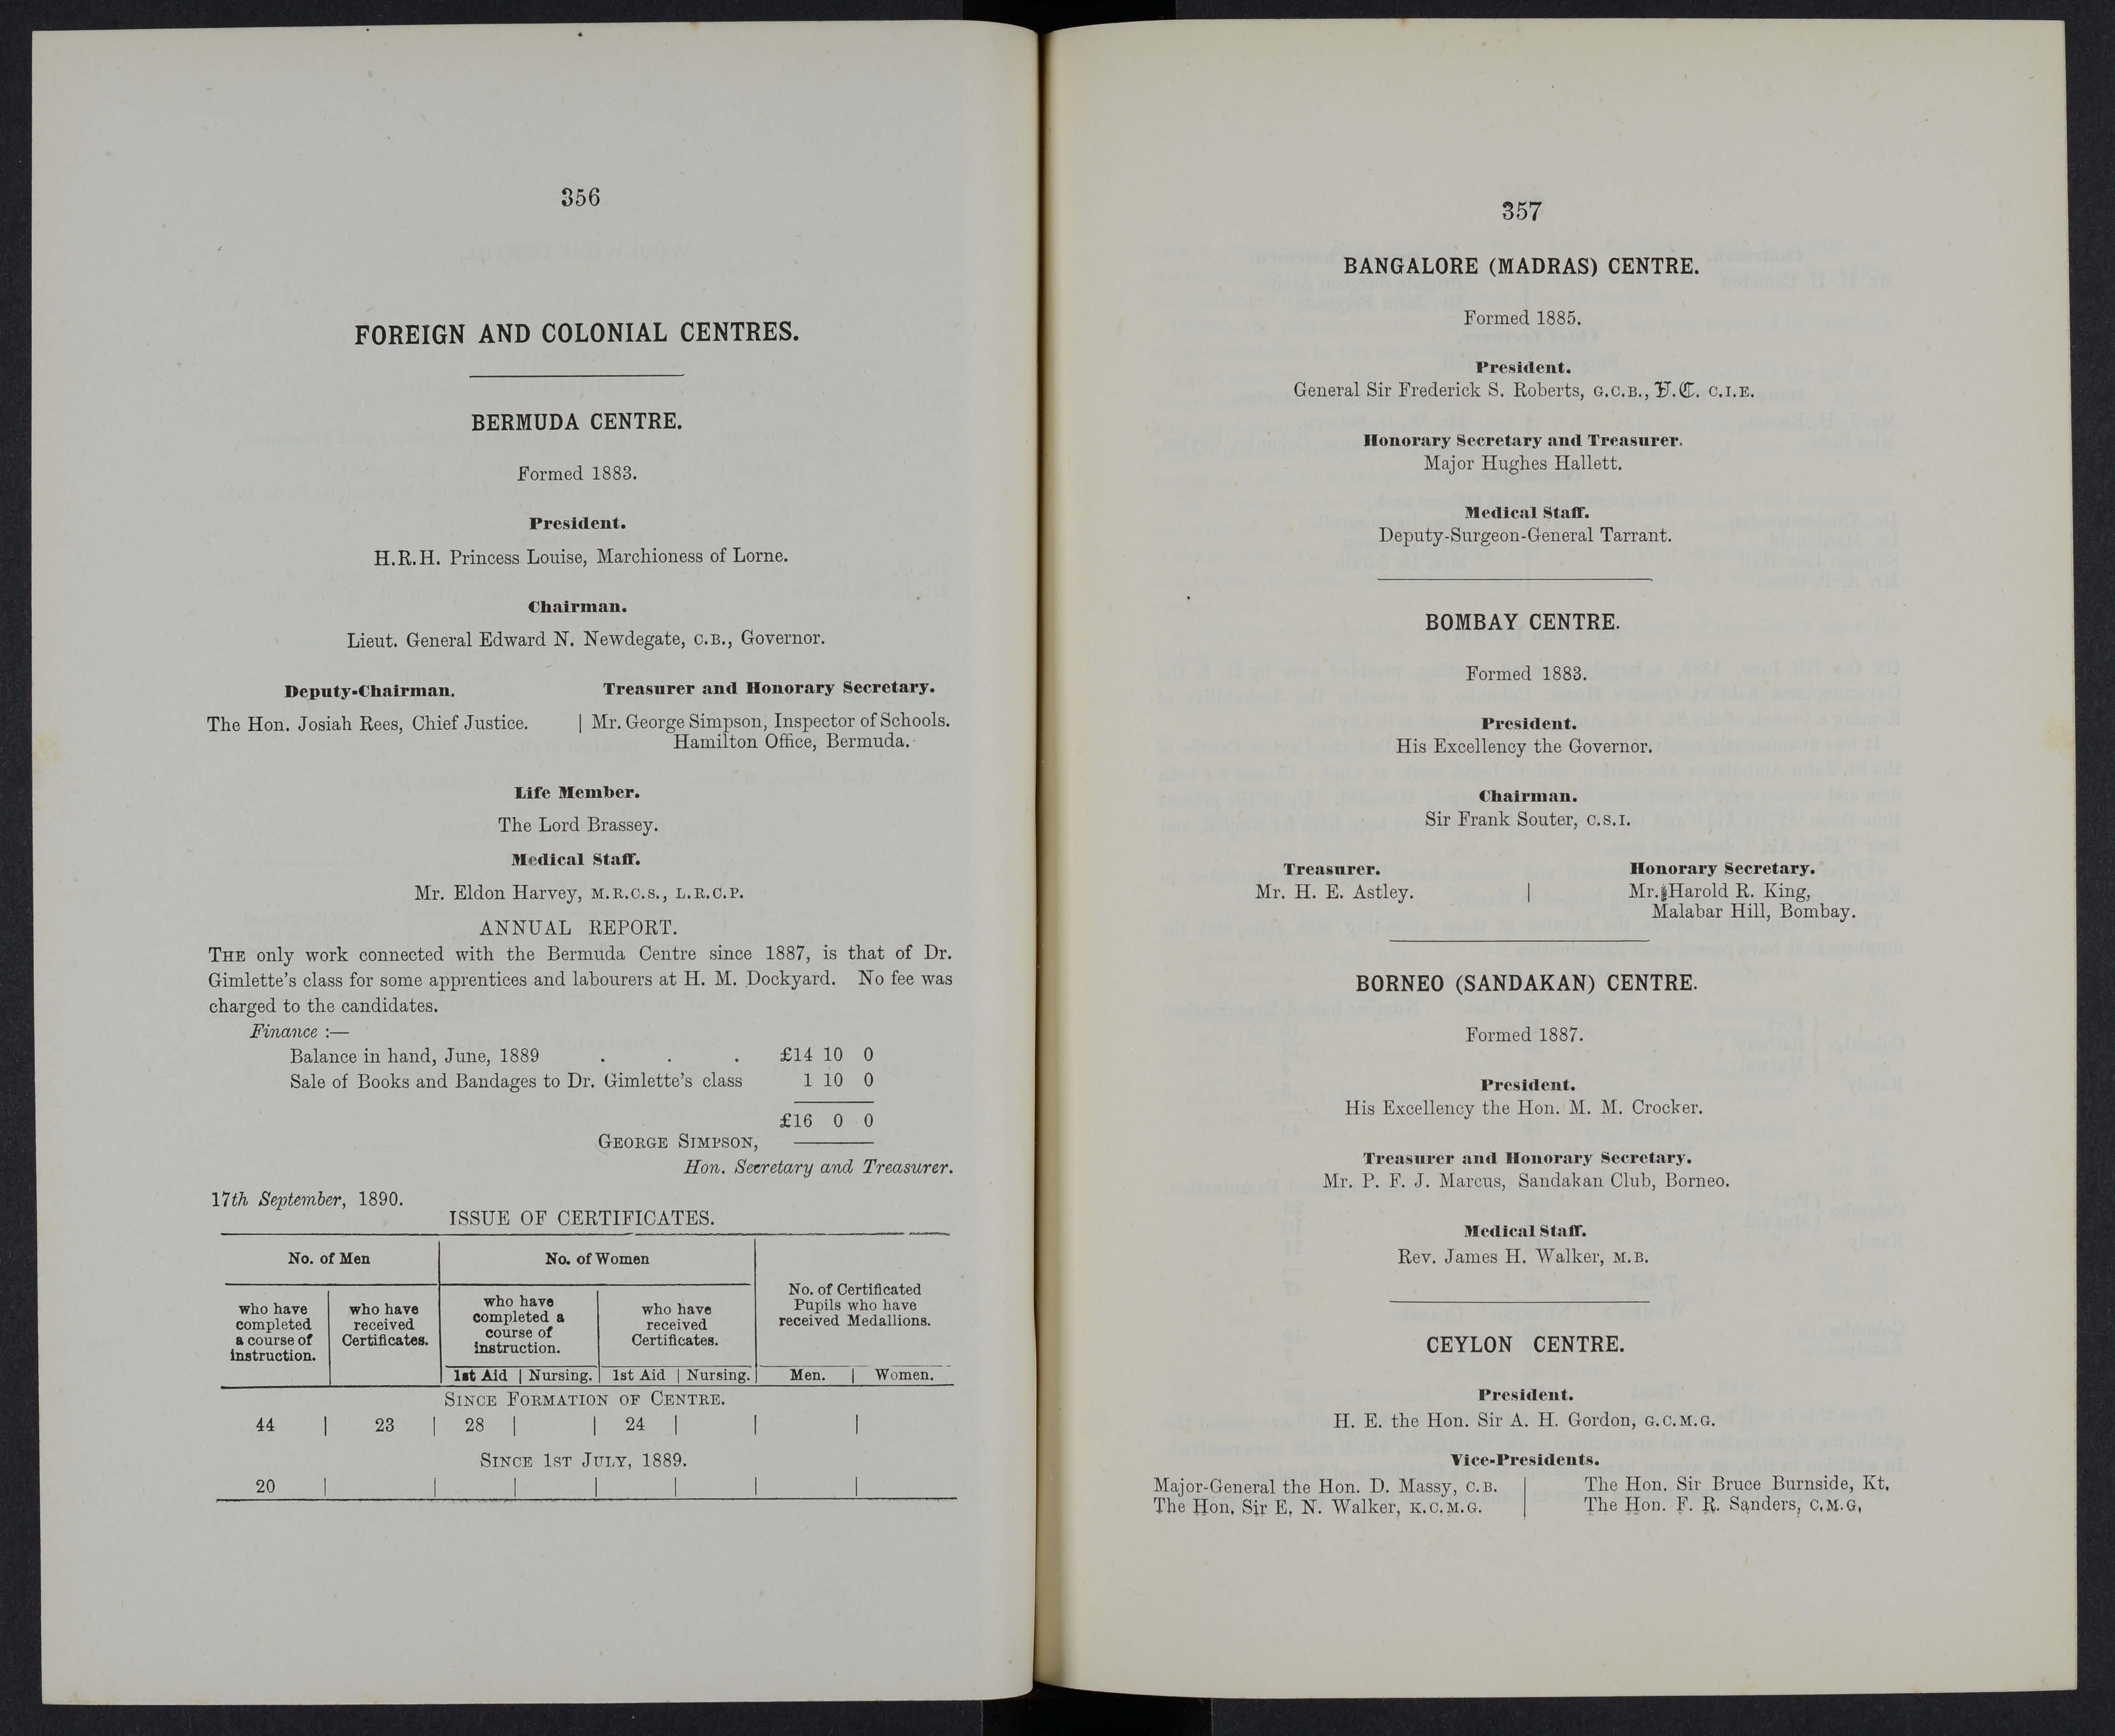 356
FOREIGN AND COLONIAL CENTRES.
BERMUDA CENTRE.
Formed 1883.
President.
H.R.H. Princess Louise, Marchioness of Lorne.
Chairman.
Lieut. General Edward N. Newdegate, C.B., Governor.
Deputy-Chairman. Treasurer and Honorary Secretary.
The Hon. Josiah Rees, Chief Justice. | Mr. George Simpson, Inspector of Schools.
Hamilton Office, Bermuda.
Life Member.
The Lord Brassey.
Medical Staff.
Mr. Eldon Harvey, M.R.C.S., L.R.C.P.
ANNUAL REPORT.
THE only work connected with the Bermuda Centre since 1887, is that of Dr.
Gimlette's class for some apprentices and labourers at H. M. Dockyard. No fee was
charged to the candidates.
Finance :—
Balance in hand, June, 1889 . . . £14 10 0
Sale of Books and Bandages to Dr. Gimlette's class 1 10 0
£16 0 0
GEORGE SIMPSON,
Hon. Secretary and Treasurer.
17th September, 1890.
ISSUE OF CERTIFICATES.
No. of Men No. of Women
No. of Certificated
Pupils who have
received Medallions.
who have
completed
a course of
instruction.
who have
received
Certificates.
who have
completed a
course of
instruction.
who have
received
Certificates.
1st Aid | Nursing. | 1st Aid | Nursing. | Men. | Women.
SINCE FORMATION OF CENTRE.
44 | 23 | 28 | | 24 | | |
SINCE 1ST JULY, 1889.
20 | | | | | | |
357
BANGALORE (MADRAS) CENTRE.
Formed 1885.
President.
General Sir Frederick S. Roberts, G.C.B., V.C. C.I.E.
Honorary Secretary and Treasurer.
Major Hughes Hallett.
Medical Staff.
Deputy-Surgeon-General Tarrant.
BOMBAY CENTRE.
Formed 1883.
President.
His Excellency the Governor.
Chairman.
Sir Frank Souter, C.S.I.
Treasurer. Honorary Secretary.
Mr. H. E. Astley. | Mr. Harold R. King,
Malabar Hill, Bombay.
BORNEO (SANDAKAN) CENTRE.
Formed 1887.
President.
His Excellency the Hon. M. M. Crocker.
Treasurer and Honorary Secretary.
Mr. P. F. J. Marcus, Sandakan Club, Borneo.
Medical Staff.
Rev. James H. Walker, M.B.
CEYLON CENTRE.
President.
H. E. the Hon. Sir A. H. Gordon, G.C.M.G.
Vice-Presidents.
Major-General the Hon. D. Massy, C.B. | The Hon. Sir Bruce Burnside, Kt.
The Hon. Sir E. N. Walker, K.C.M.G. | The Hon. F. R. Sanders, C.M.G.